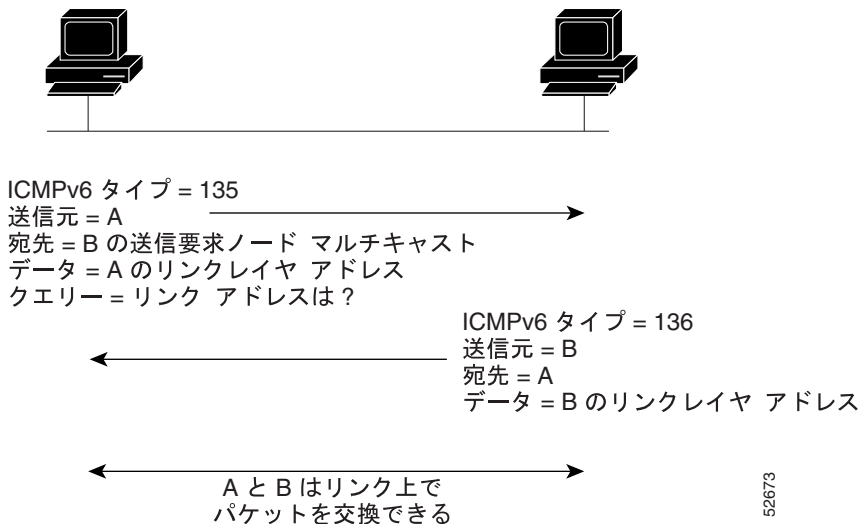 ICMPv6 タイプ = 135
送信元 = A
宛先 = B の送信要求ノード マルチキャスト
データ = A のリンクレイヤ アドレス
クエリー = リンク アドレスは ?
ICMPv6 タイプ = 136
送信元 = B
宛先 = A
データ = B のリンクレイヤ アドレス
A と B はリンク上で
パケットを交換できる
52673